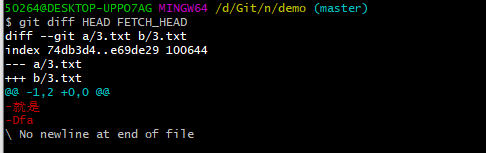 50264@DESKTOP-UPPO7AG MINGW64 /d/Git/n/demo (master)
$ git diff HEAD FETCH_HEAD
diff --git a/3.txt b/3.txt
index 74db3d4..e69de29 100644
--- a/3.txt
+++ b/3.txt
@@ -1,2 +0,0 @@
-就是
-Dfa
\ No newline at end of file